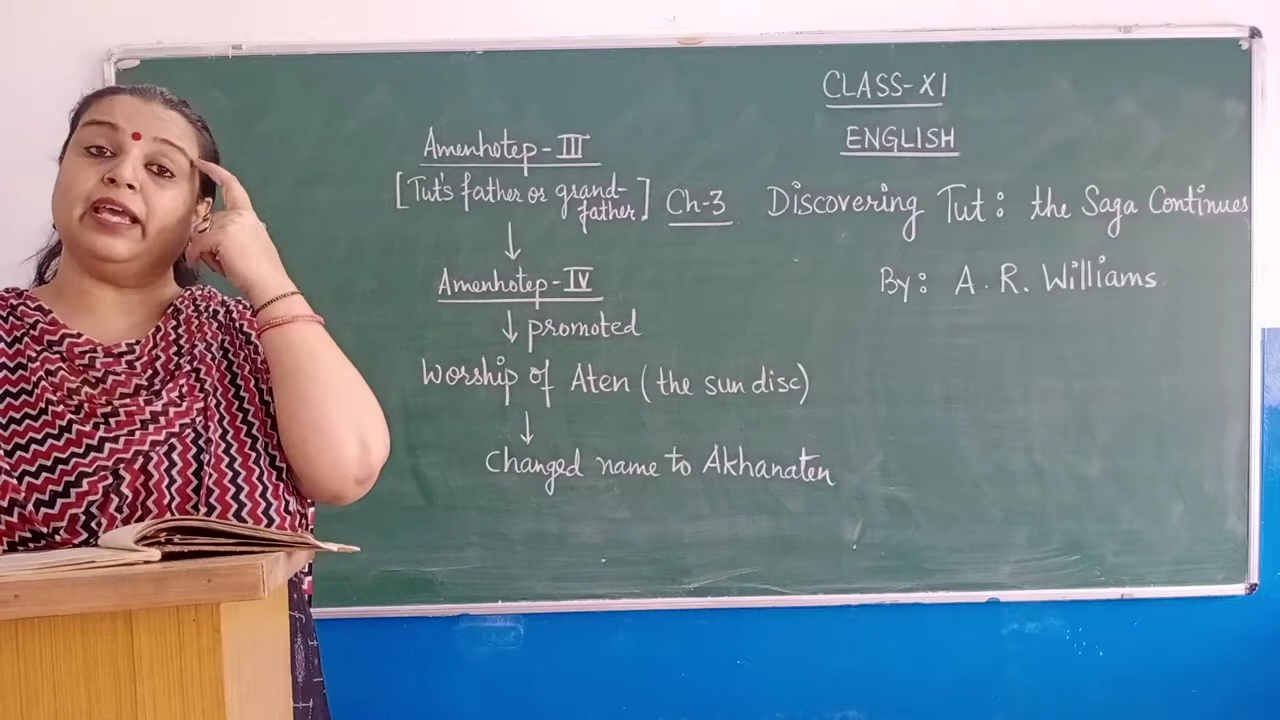 CLASS-XI
ENGLISH
Ch-3 Discovering Tut: the Saga Continues
By: A. R. Williams
Amenhotep-III
[Tut's father or grand-
father]
↓
Amenhotep-IV
↓ promoted
Worship of Aten (the sun disc)
↓
Changed name to Akhanaten